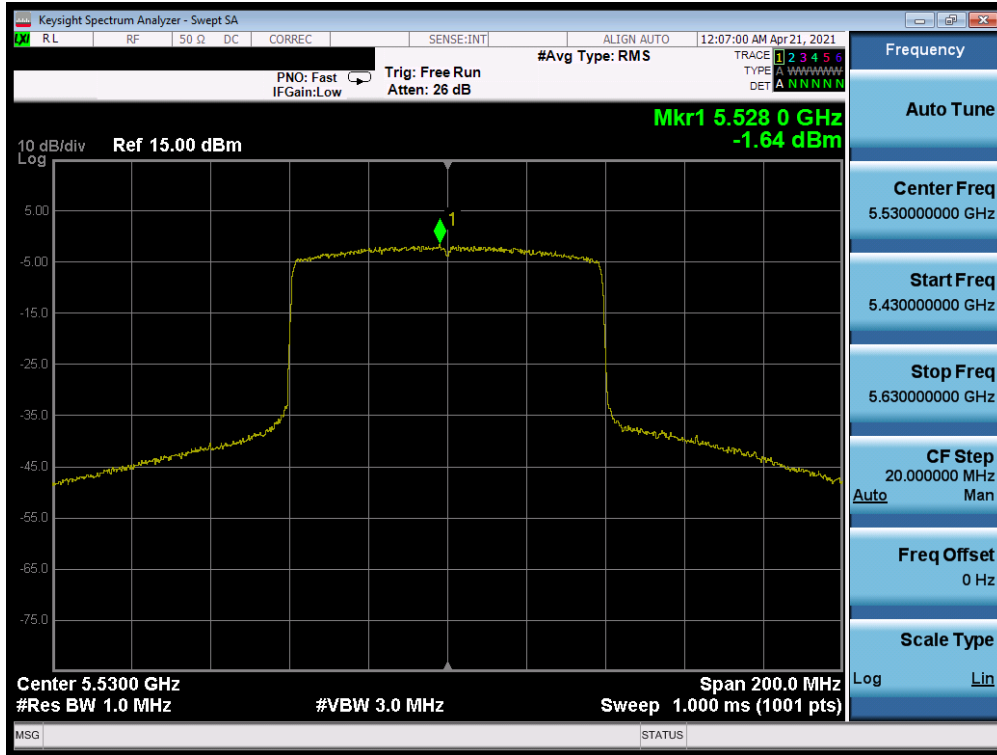 Keysight Spectrum Analyzer - Swept SA
LXI RL RF 50 Ω DC CORREC SENSE:INT ALIGN AUTO 12:07:00 AM Apr 21, 2021
#Avg Type: RMS TRACE 1 2 3 4 5 6
PNO: Fast Trig: Free Run TYPE A WWWWW
IFGain:Low Atten: 26 dB DET A N N N N N
Mkr1 5.528 0 GHz
-1.64 dBm
10 dB/div Ref 15.00 dBm
Log
5.00
1
-5.00
-15.0
-25.0
-35.0
-45.0
-55.0
-65.0
-75.0
Center 5.5300 GHz Span 200.0 MHz
#Res BW 1.0 MHz #VBW 3.0 MHz Sweep 1.000 ms (1001 pts)
MSG STATUS
Frequency
Auto Tune
Center Freq
5.530000000 GHz
Start Freq
5.430000000 GHz
Stop Freq
5.630000000 GHz
CF Step
20.000000 MHz
Auto Man
Freq Offset
0 Hz
Scale Type
Log Lin